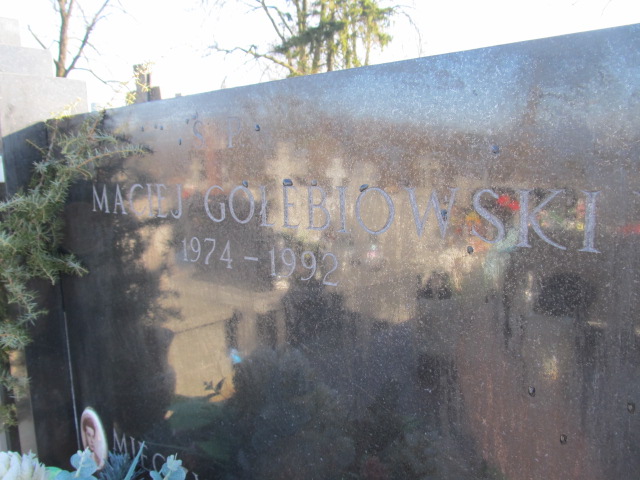 Ś P
MACIEJ GOŁĘBIOWSKI
1974 – 1992